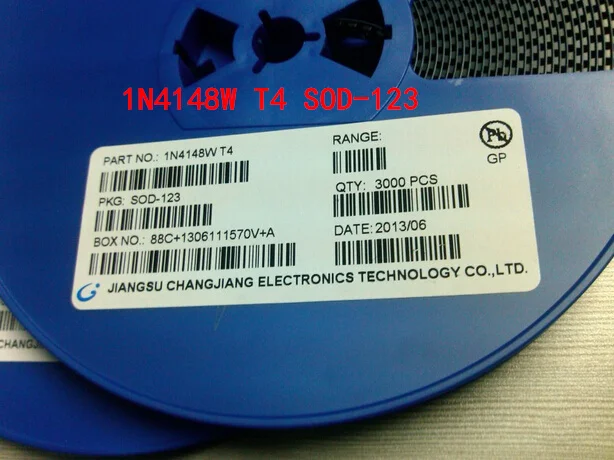 1N4148W T4 SOD-123
PART NO.: 1N4148W T4
RANGE:
Pb
GP
PKG: SOD-123
QTY: 3000 PCS
BOX NO.: 88C+1306111570V+A
DATE: 2013/06
JIANGSU CHANGJIANG ELECTRONICS TECHNOLOGY CO.,LTD.
CHANGJ